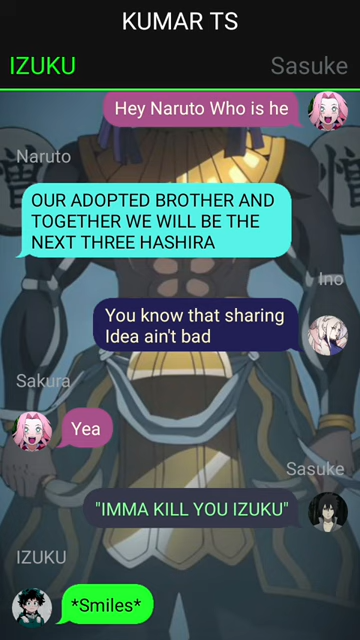 KUMAR TS
IZUKU
Sasuke
Hey Naruto Who is he
Naruto
OUR ADOPTED BROTHER AND
TOGETHER WE WILL BE THE
NEXT THREE HASHIRA
Ino
You know that sharing
Idea ain't bad
Sakura
Yea
Sasuke
"IMMA KILL YOU IZUKU"
IZUKU
*Smiles*